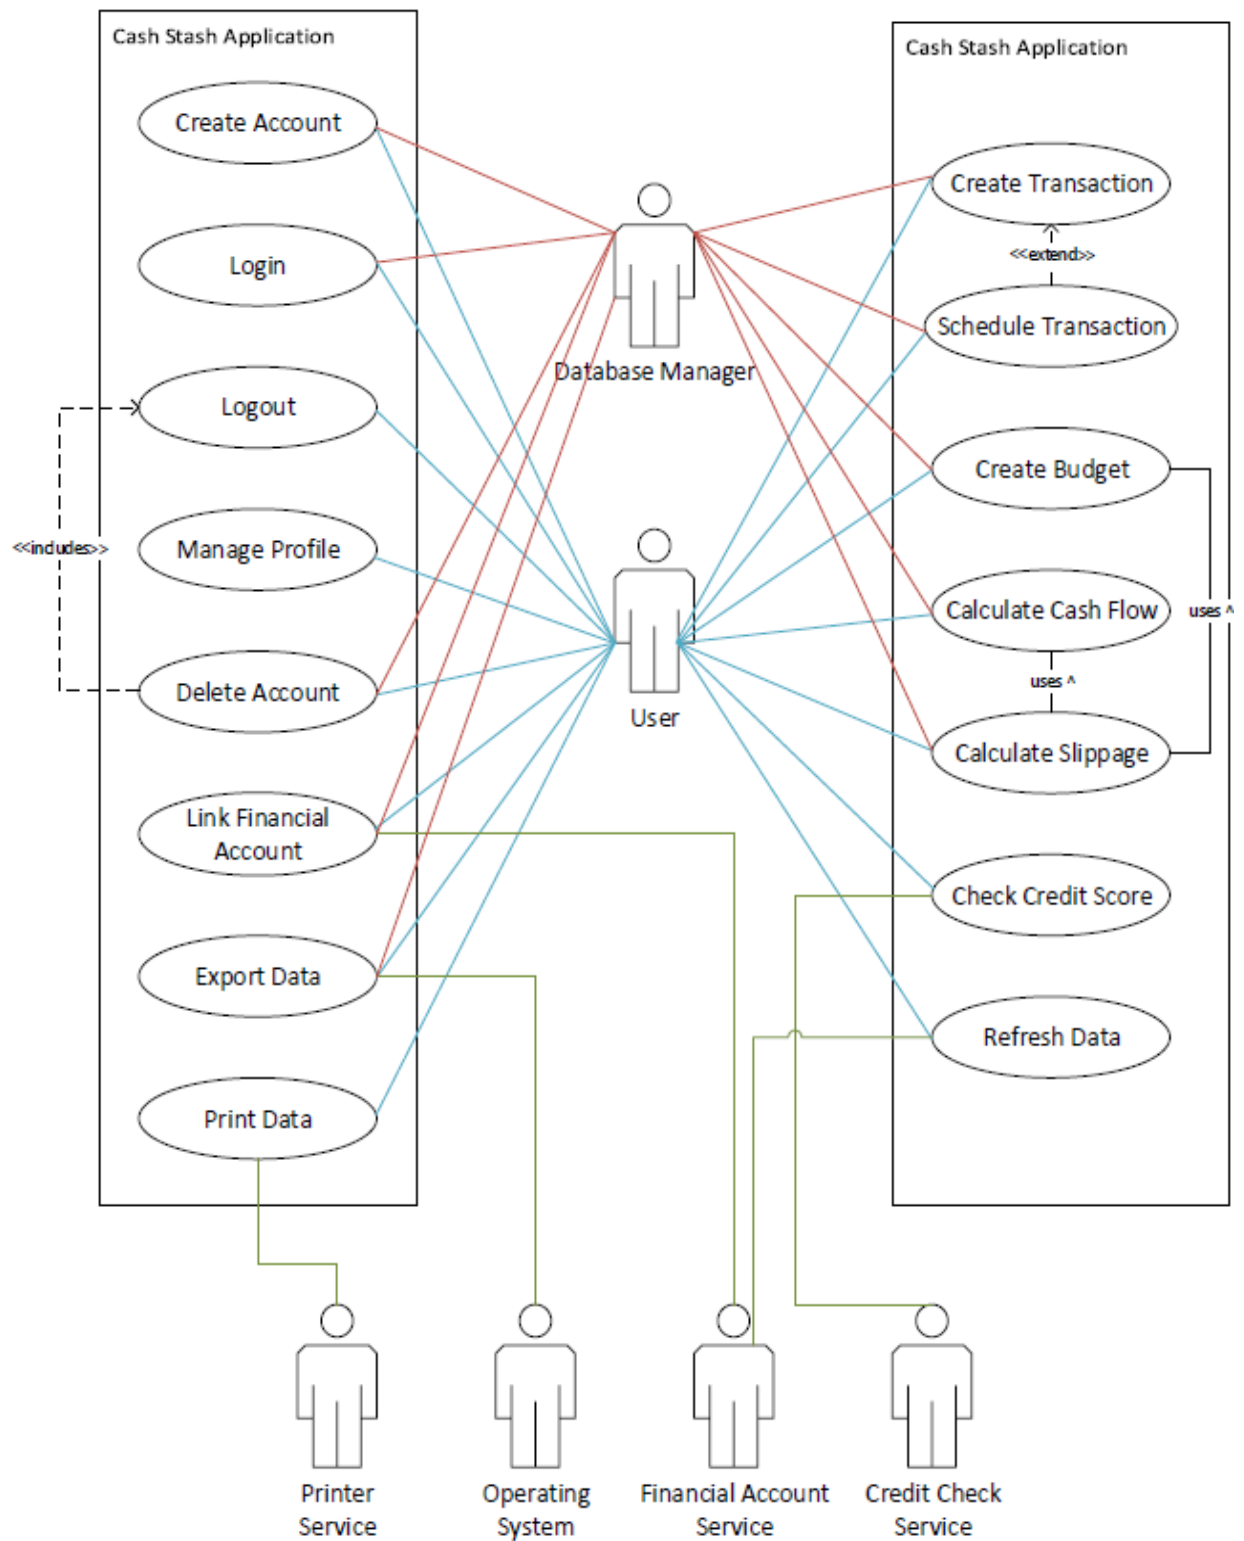 Cash Stash Application
Create Account
Login
Logout
<<includes>>
Manage Profile
Delete Account
Link Financial
Account
Export Data
Print Data
Database Manager
User
Cash Stash Application
Create Transaction
<<extend>>
Schedule Transaction
Create Budget
uses ^
Calculate Cash Flow
uses ^
Calculate Slippage
Check Credit Score
Refresh Data
Printer
Service
Operating
System
Financial Account
Service
Credit Check
Service